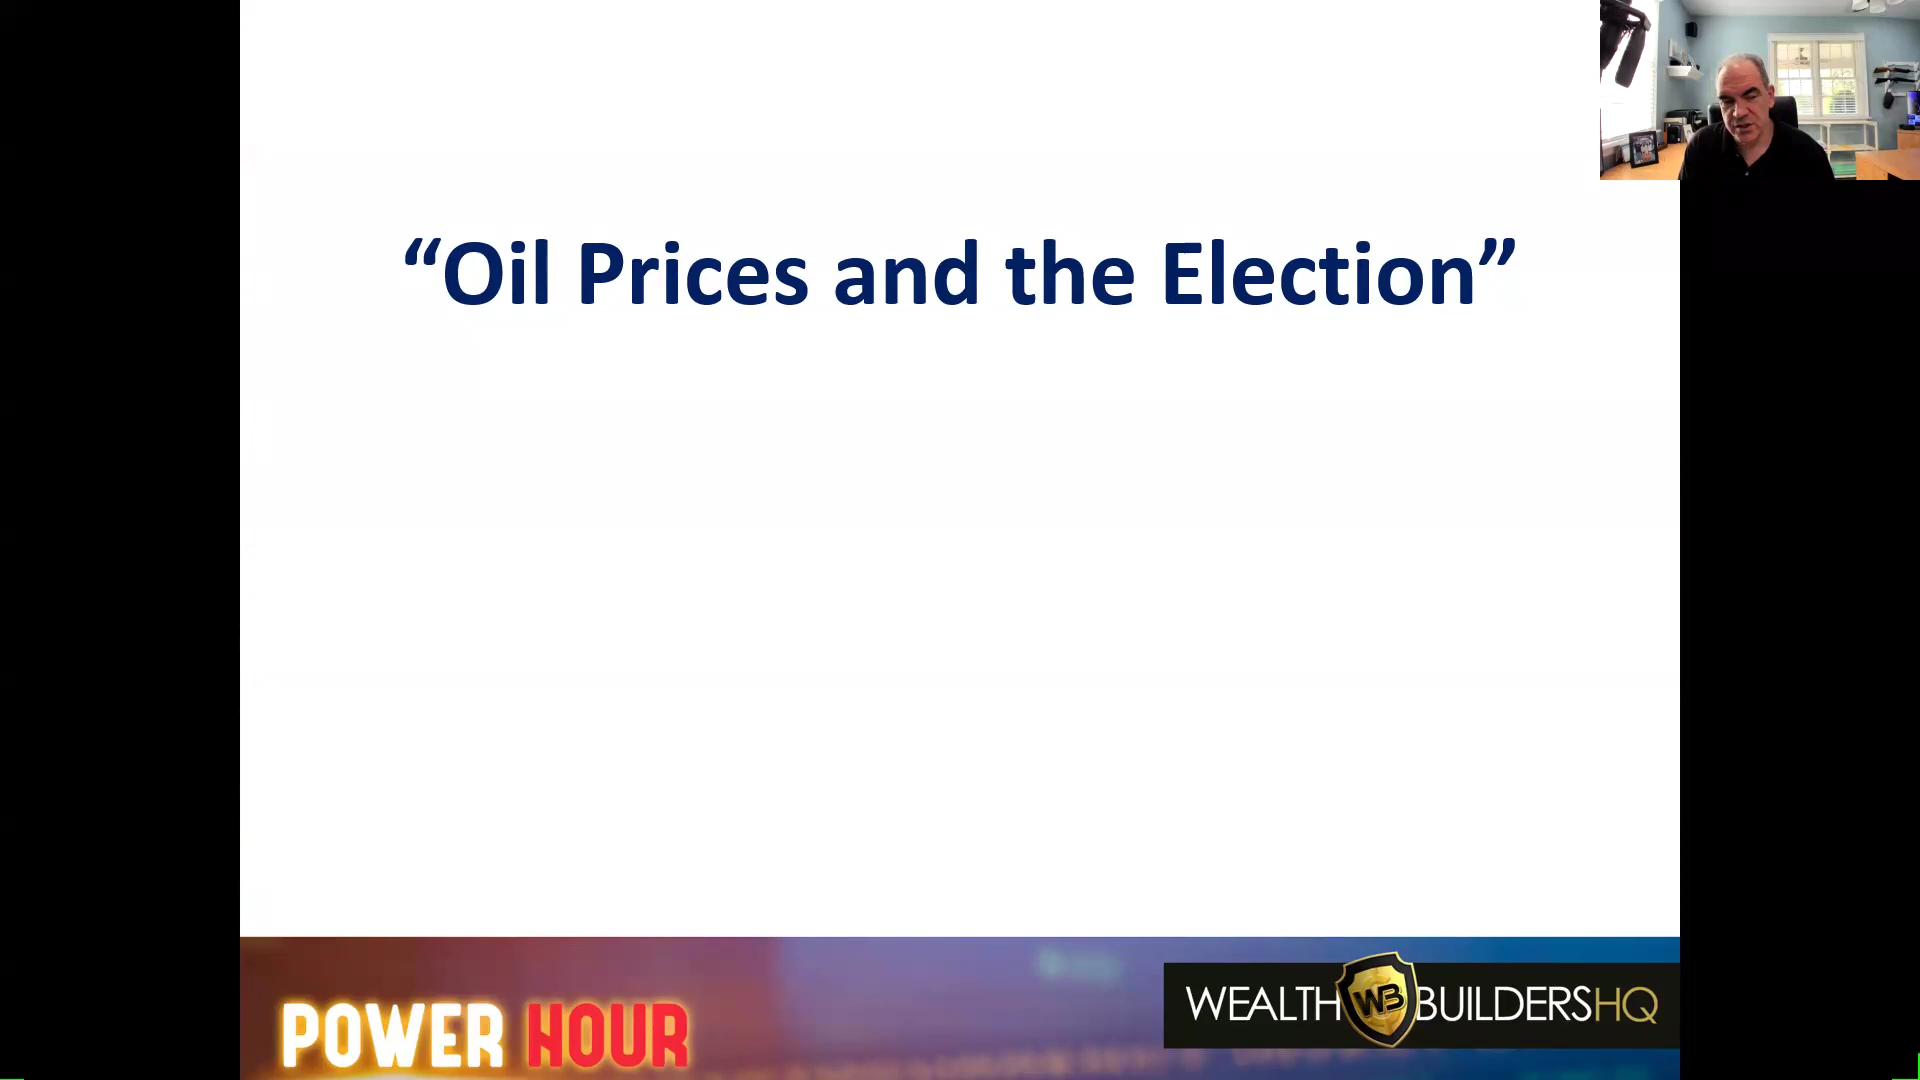 “Oil Prices and the Election”
POWER HOUR
WEALTH WB BUILDERSHQ